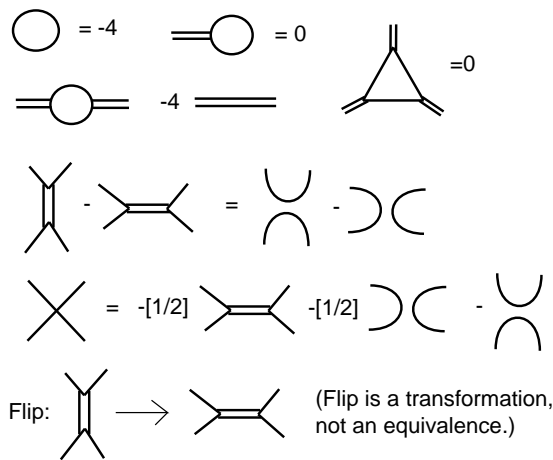 = -4
= 0
=0
-4
- = -
= -[1/2] -[1/2] -
Flip: (Flip is a transformation,
not an equivalence.)